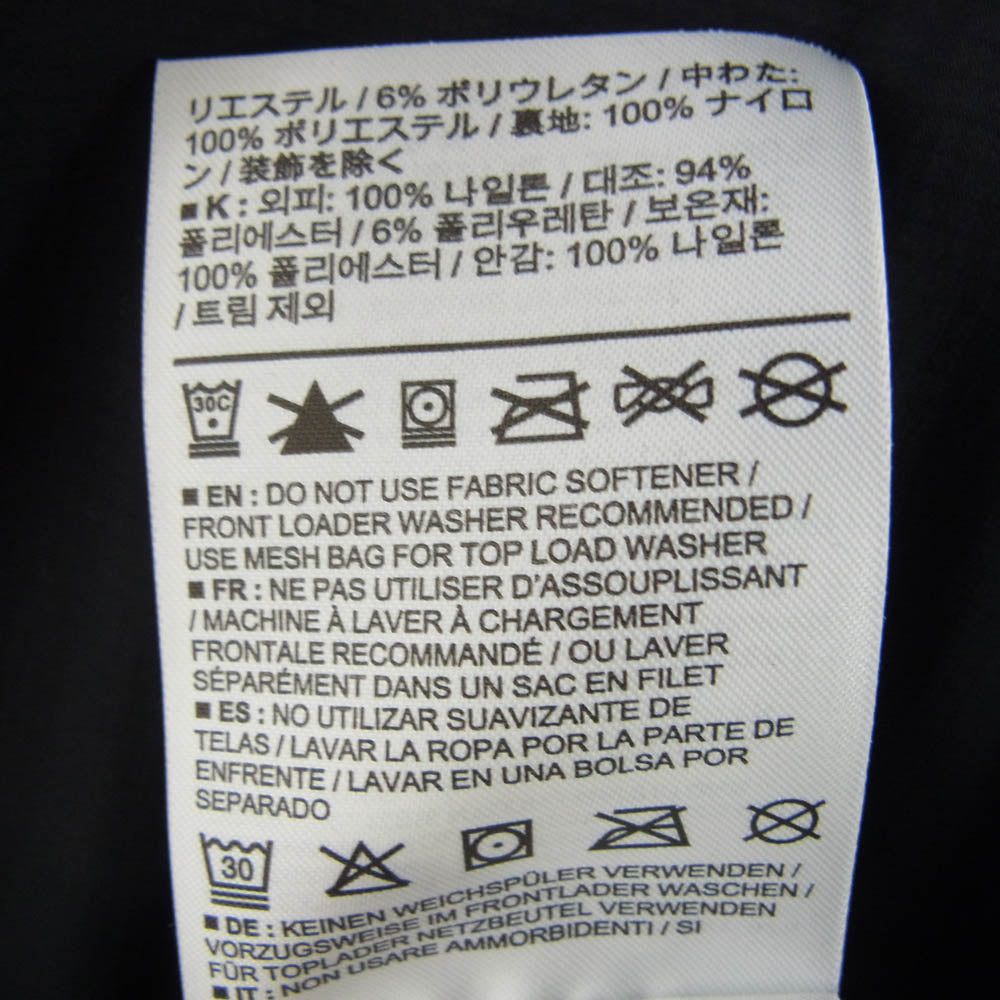 リエステル / 6% ポリウレタン / 中わた:
100% ポリエステル / 裏地: 100% ナイロ
ン / 装飾を除く
■ K : 외피: 100% 나일론 / 대조: 94%
폴리에스터 / 6% 폴리우레탄 / 보온재:
100% 폴리에스터 / 안감: 100% 나일론
/ 트림 제외
30C
■ EN : DO NOT USE FABRIC SOFTENER /
FRONT LOADER WASHER RECOMMENDED /
USE MESH BAG FOR TOP LOAD WASHER
■ FR : NE PAS UTILISER D'ASSOUPLISSANT
/ MACHINE À LAVER À CHARGEMENT
FRONTALE RECOMMANDÉ / OU LAVER
SÉPARÉMENT DANS UN SAC EN FILET
■ ES : NO UTILIZAR SUAVIZANTE DE
TELAS / LAVAR LA ROPA POR LA PARTE DE
ENFRENTE / LAVAR EN UNA BOLSA POR
SEPARADO
30
■ DE : KEINEN WEICHSPÜLER VERWENDEN /
VORZUGSWEISE IM FRONTLADER WASCHEN /
FÜR TOPLADER NETZBEUTEL VERWENDEN
■ IT : NON USARE AMMORBIDENTI / SI